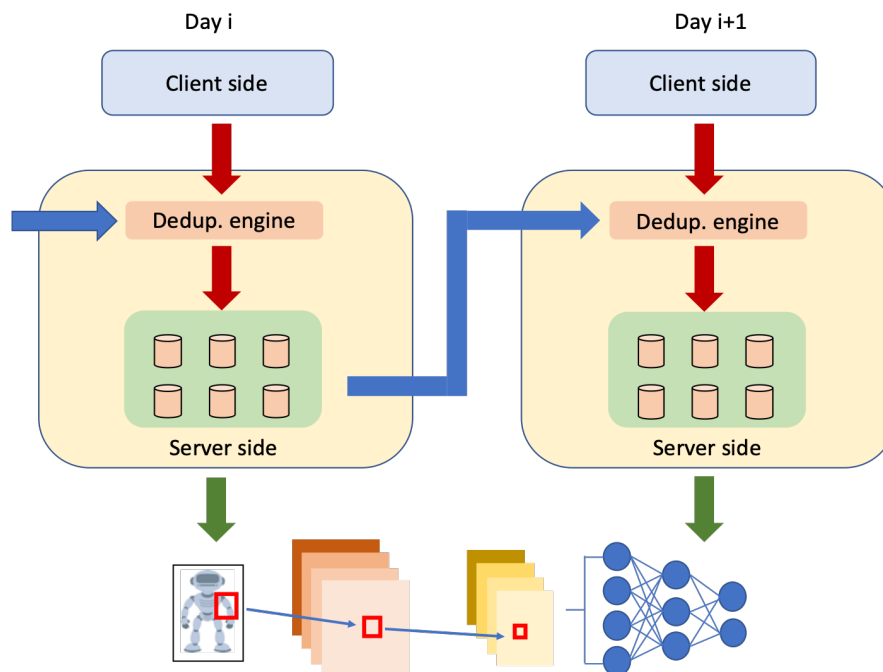 Day i
Day i+1
Client side
Client side
Dedup. engine
Dedup. engine
Server side
Server side